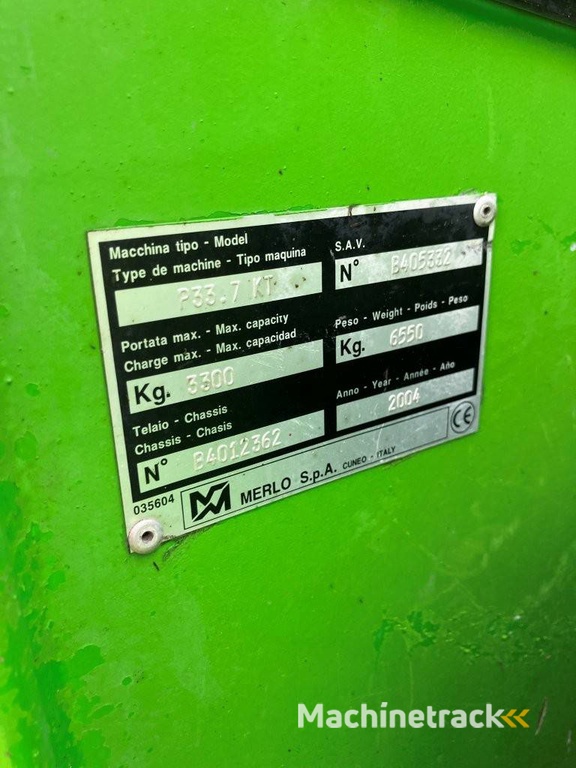 Macchina tipo - Model
Type de machine - Tipo maquina
P33.7 KT
S.A.V.
N° B405332
Portata max. - Max. capacity
Charge max. - Max. capacidad
Kg. 3300
Peso - Weight - Poids - Peso
Kg. 6550
Telaio - Chassis
Chassis - Chasis
N° B4012362
Anno - Year - Année - Año
2004
035604
MERLO S.p.A. CUNEO - ITALY
CE
Machinetrack